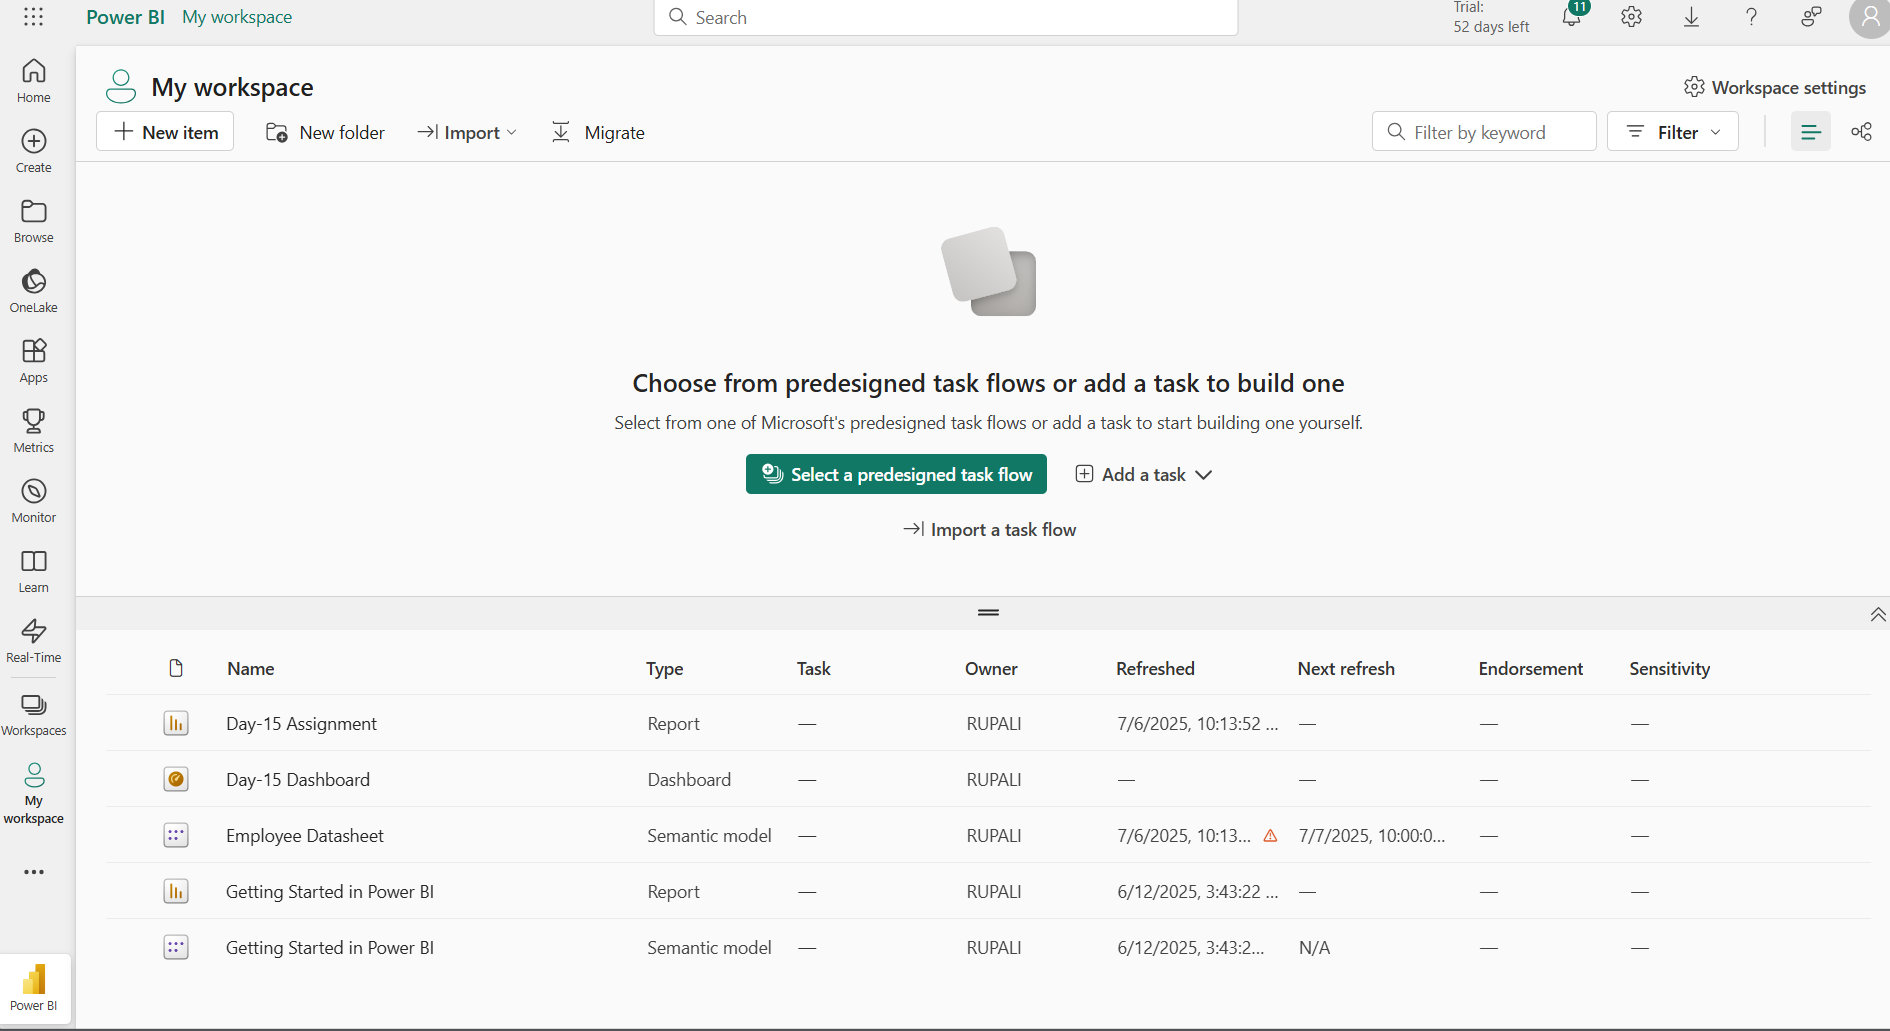 Power BI My workspace
Search
Trial:
52 days left
11
Home
Create
Browse
OneLake
Apps
Metrics
Monitor
Learn
Real-Time
Workspaces
My
workspace
Power BI
My workspace
Workspace settings
New item New folder Import Migrate
Filter by keyword Filter
Choose from predesigned task flows or add a task to build one
Select from one of Microsoft's predesigned task flows or add a task to start building one yourself.
Select a predesigned task flow Add a task
Import a task flow
Name Type Task Owner Refreshed Next refresh Endorsement Sensitivity
Day-15 Assignment Report — RUPALI 7/6/2025, 10:13:52 ... — — —
Day-15 Dashboard Dashboard — RUPALI — — — —
Employee Datasheet Semantic model — RUPALI 7/6/2025, 10:13... 7/7/2025, 10:00:0... — —
Getting Started in Power BI Report — RUPALI 6/12/2025, 3:43:22 ... — — —
Getting Started in Power BI Semantic model — RUPALI 6/12/2025, 3:43:2... N/A — —